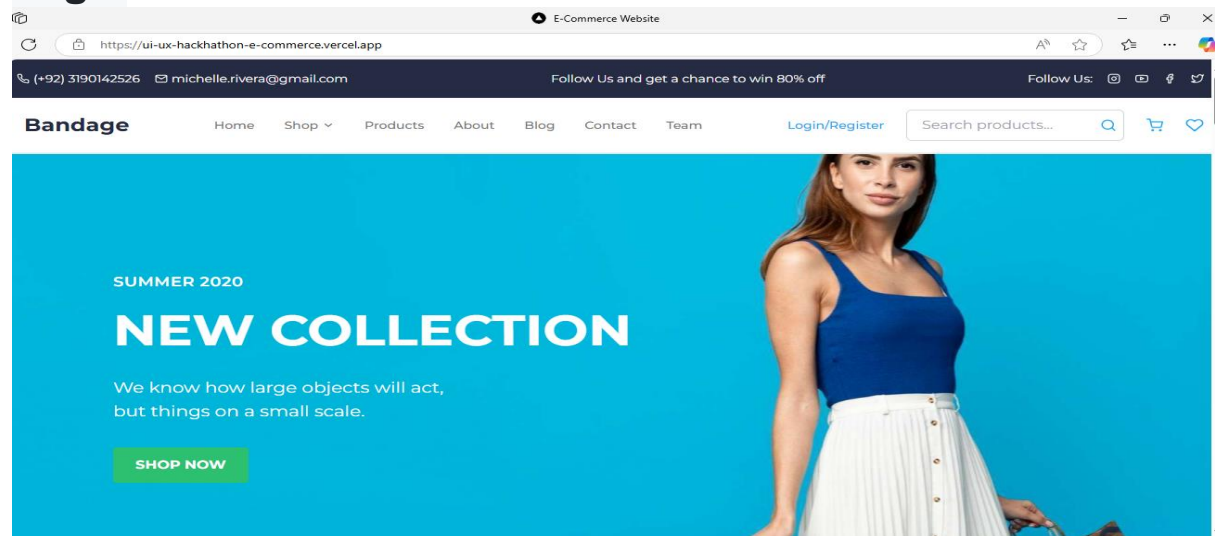 E-Commerce Website
https://ui-ux-hackhathon-e-commerce.vercel.app
(+92) 3190142526 michelle.rivera@gmail.com Follow Us and get a chance to win 80% off Follow Us:
Bandage Home Shop Products About Blog Contact Team Login/Register Search products...
SUMMER 2020
NEW COLLECTION
We know how large objects will act,
but things on a small scale.
SHOP NOW